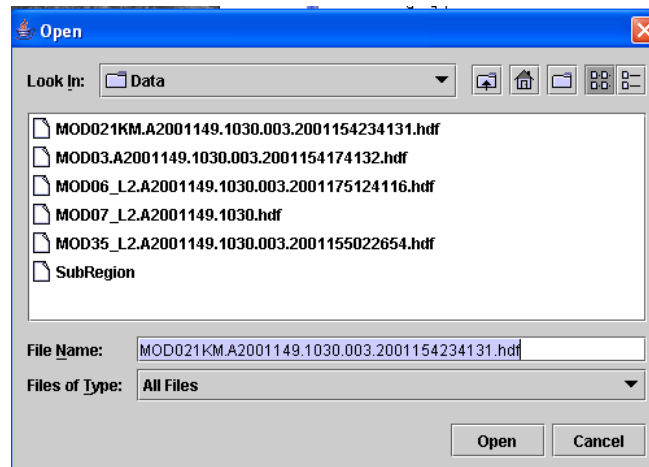 Open
Look In: Data
MOD021KM.A2001149.1030.003.2001154234131.hdf
MOD03.A2001149.1030.003.2001154174132.hdf
MOD06_L2.A2001149.1030.003.2001175124116.hdf
MOD07_L2.A2001149.1030.hdf
MOD35_L2.A2001149.1030.003.2001155022654.hdf
SubRegion
File Name: MOD021KM.A2001149.1030.003.2001154234131.hdf
Files of Type: All Files
Open Cancel